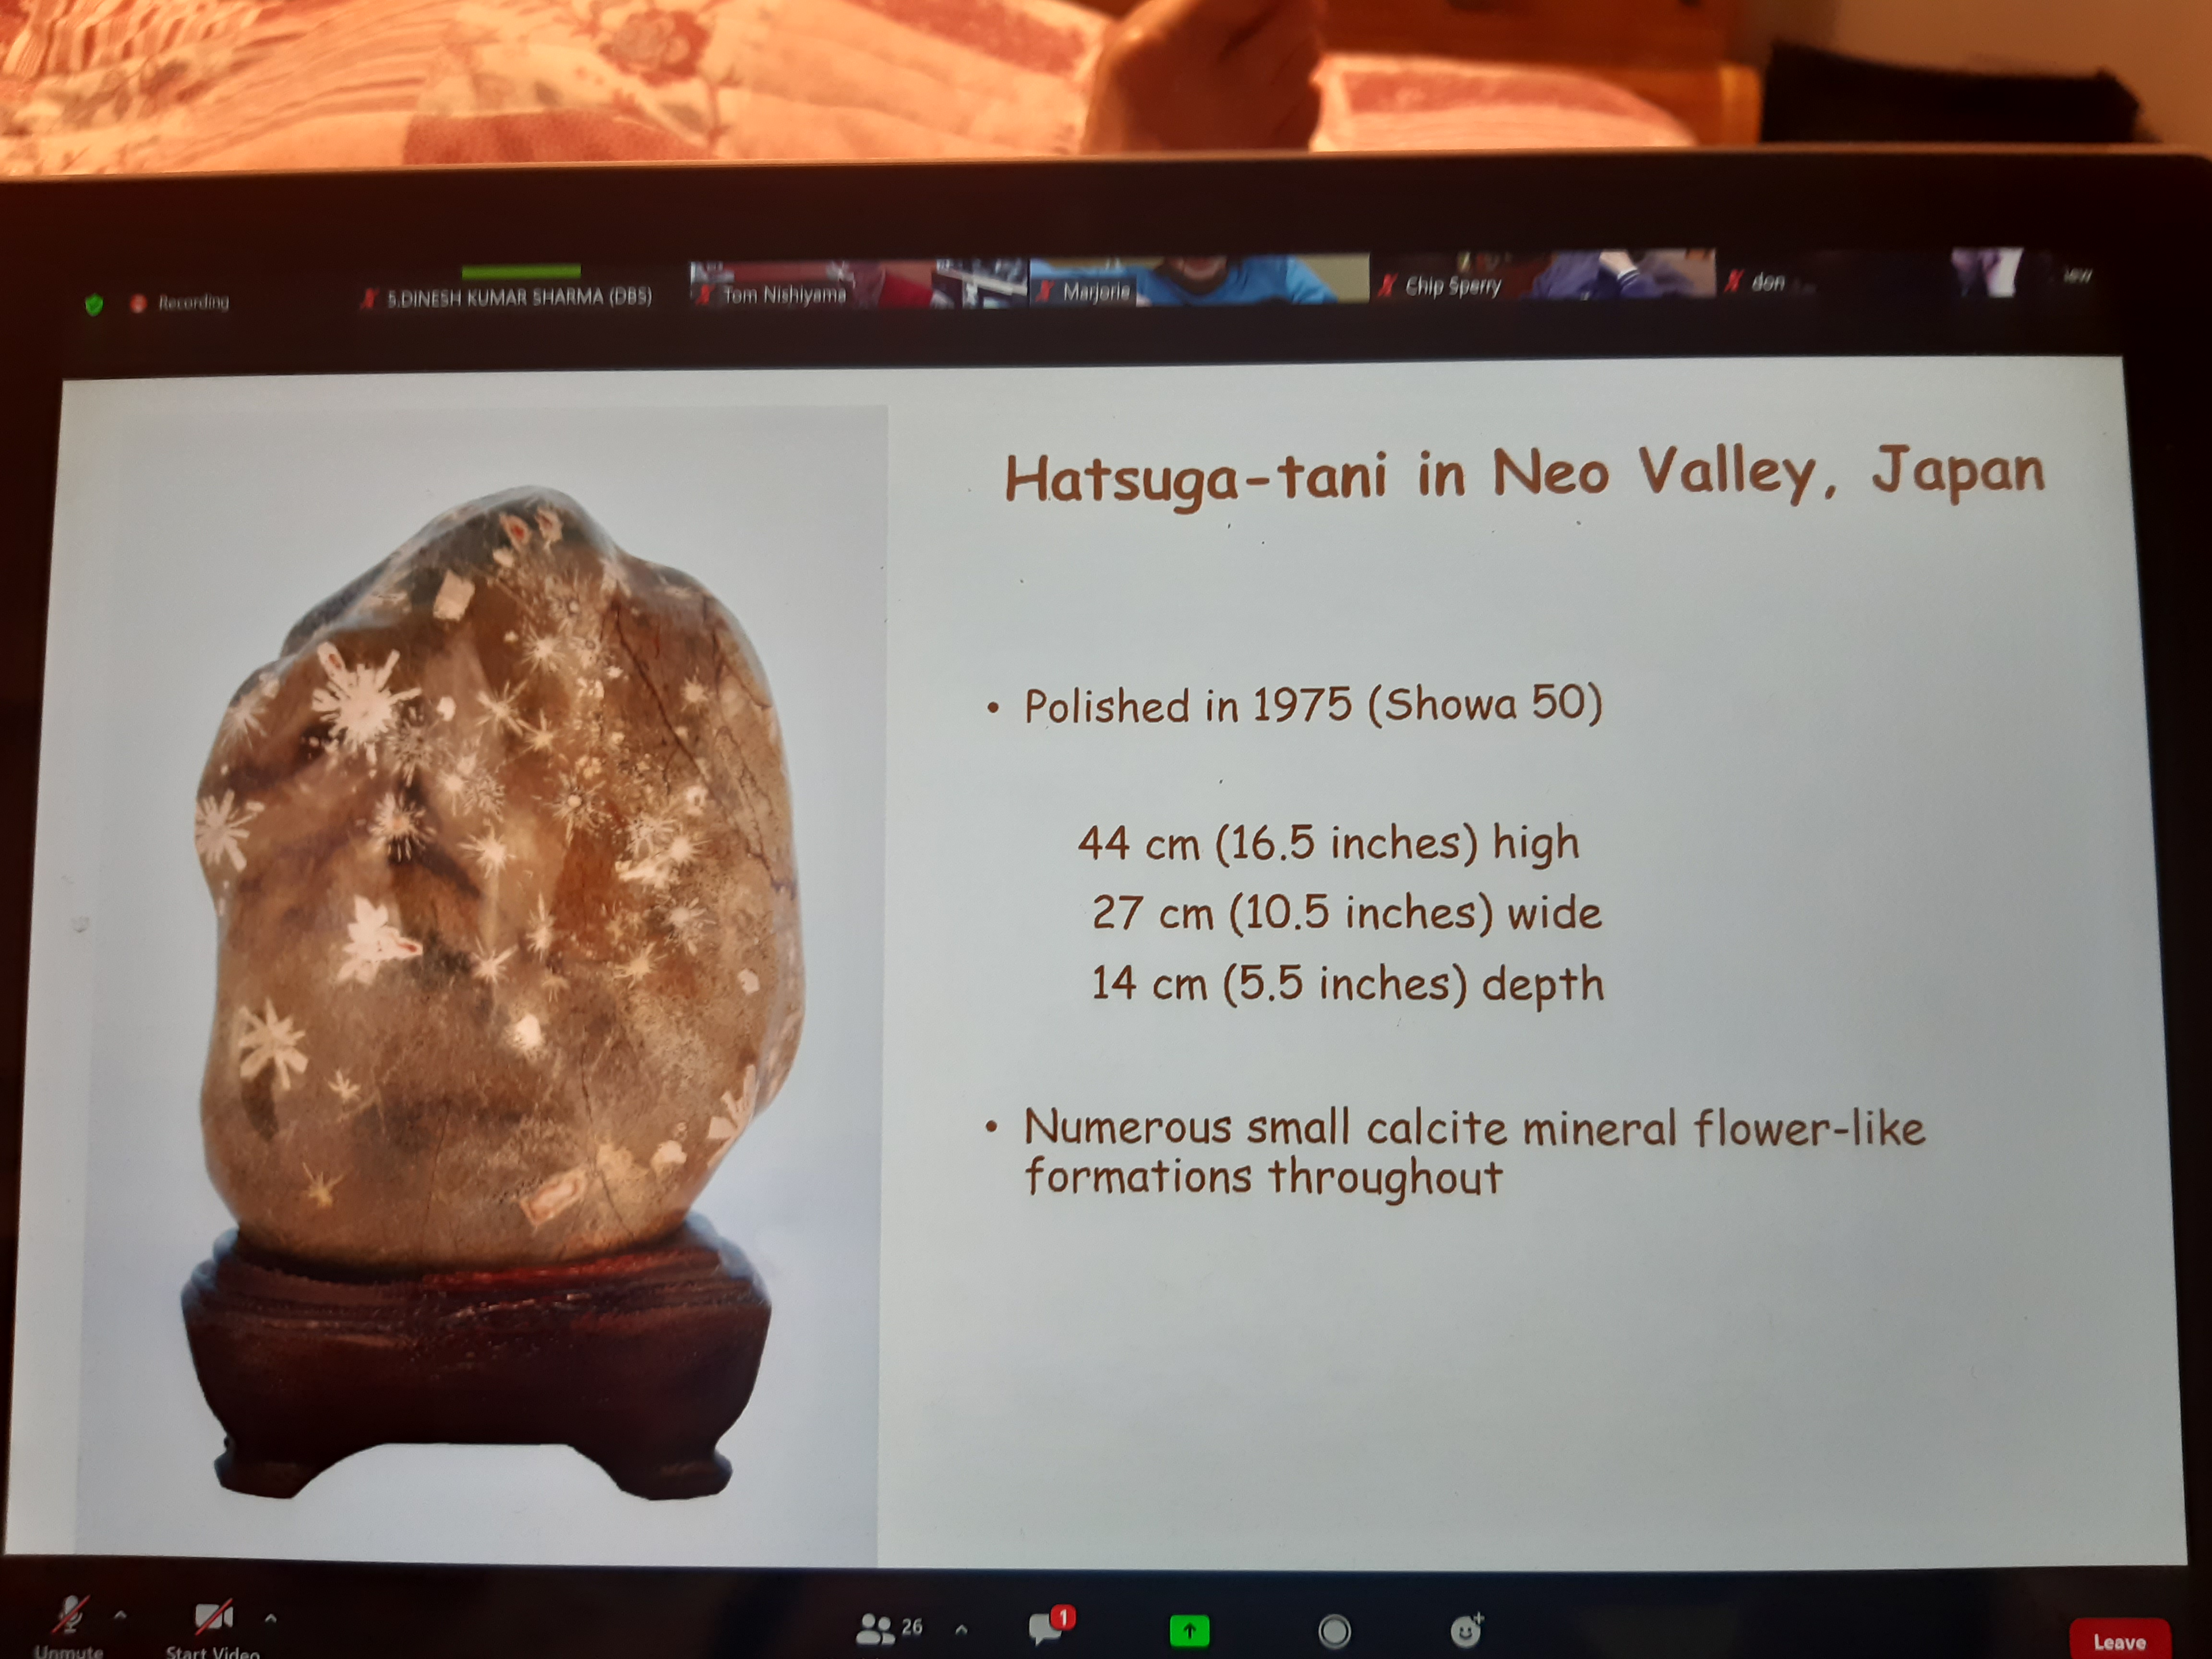 Recording
S.DINESH KUMAR SHARMA (DBS)
Tom Nishiyama
Marjorie
Chip Sperry
don
View
Hatsuga-tani in Neo Valley, Japan
• Polished in 1975 (Showa 50)
44 cm (16.5 inches) high
27 cm (10.5 inches) wide
14 cm (5.5 inches) depth
• Numerous small calcite mineral flower-like
formations throughout
Unmute
Start Video
26
1
Leave